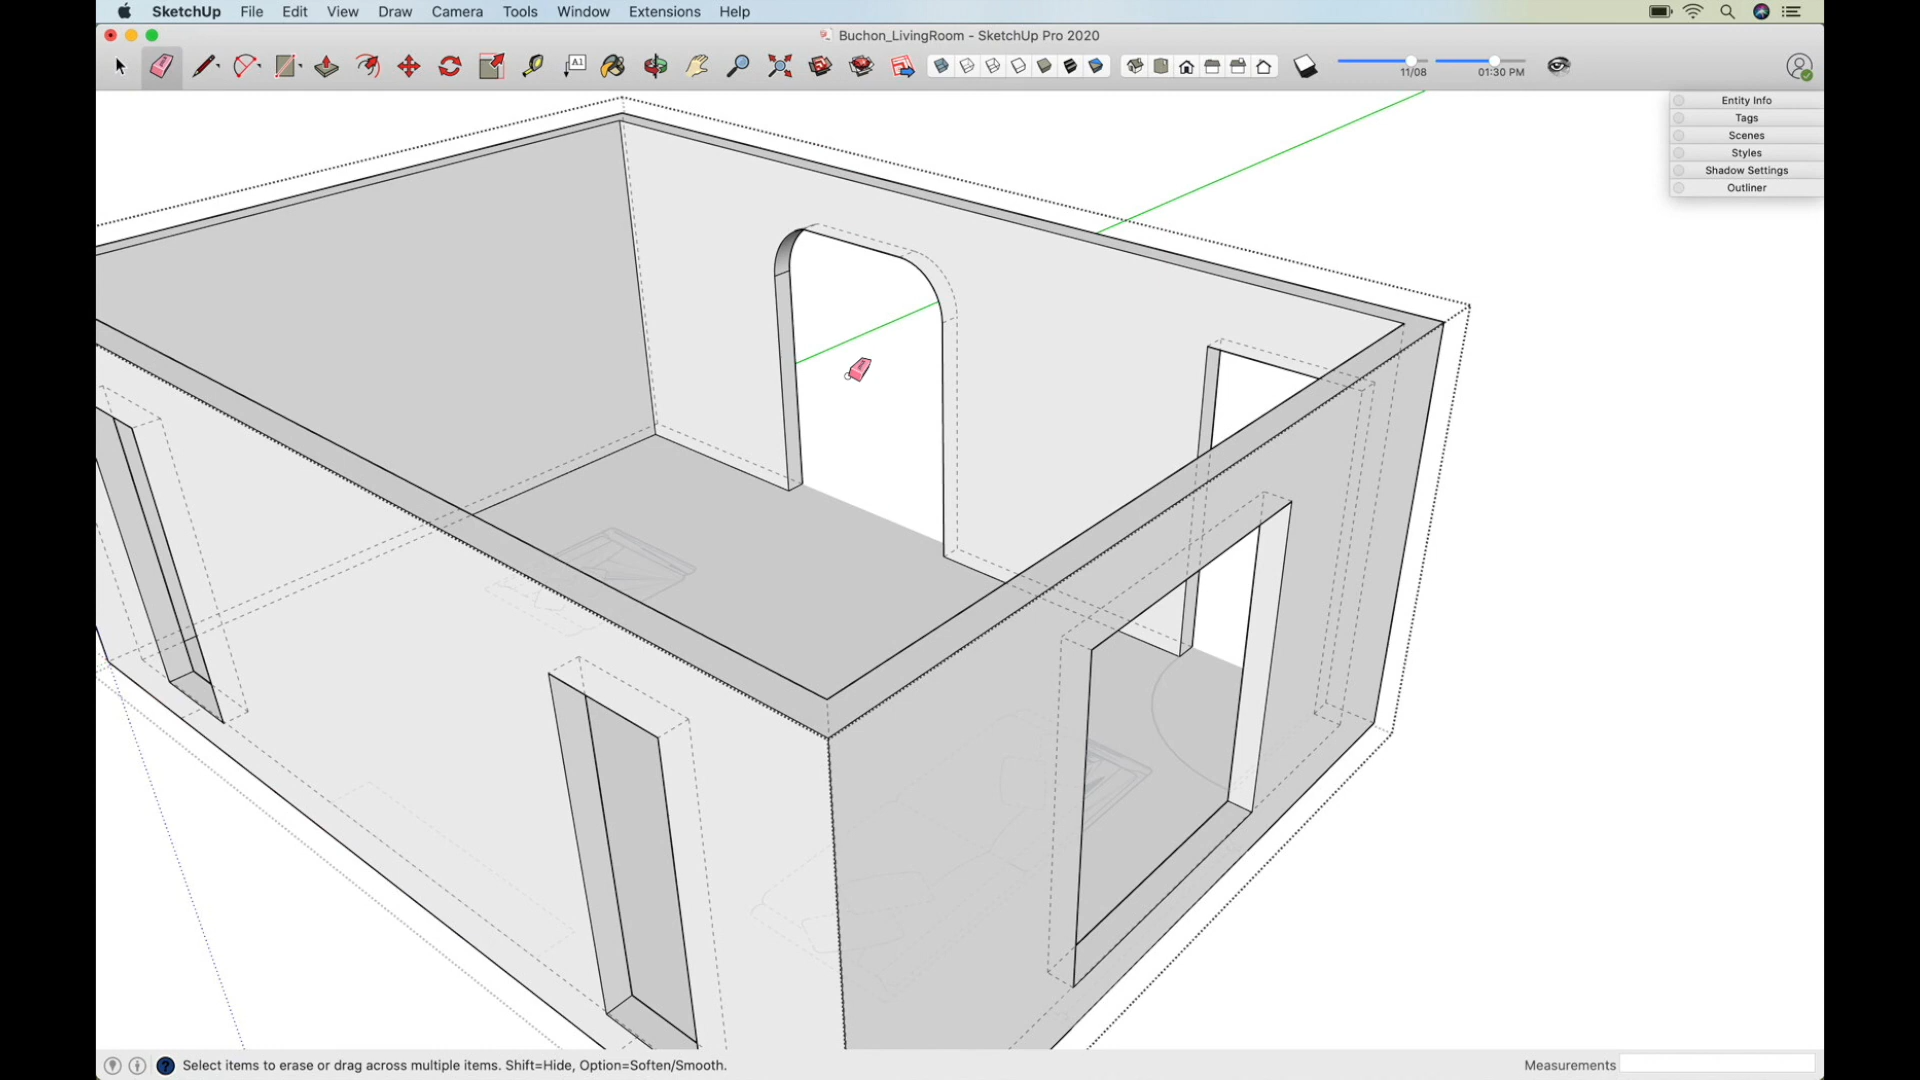 SketchUp File Edit View Draw Camera Tools Window Extensions Help
Buchon_LivingRoom - SketchUp Pro 2020
A1
11/08 01:30 PM
Entity Info
Tags
Scenes
Styles
Shadow Settings
Outliner
Select items to erase or drag across multiple items. Shift=Hide, Option=Soften/Smooth.
Measurements